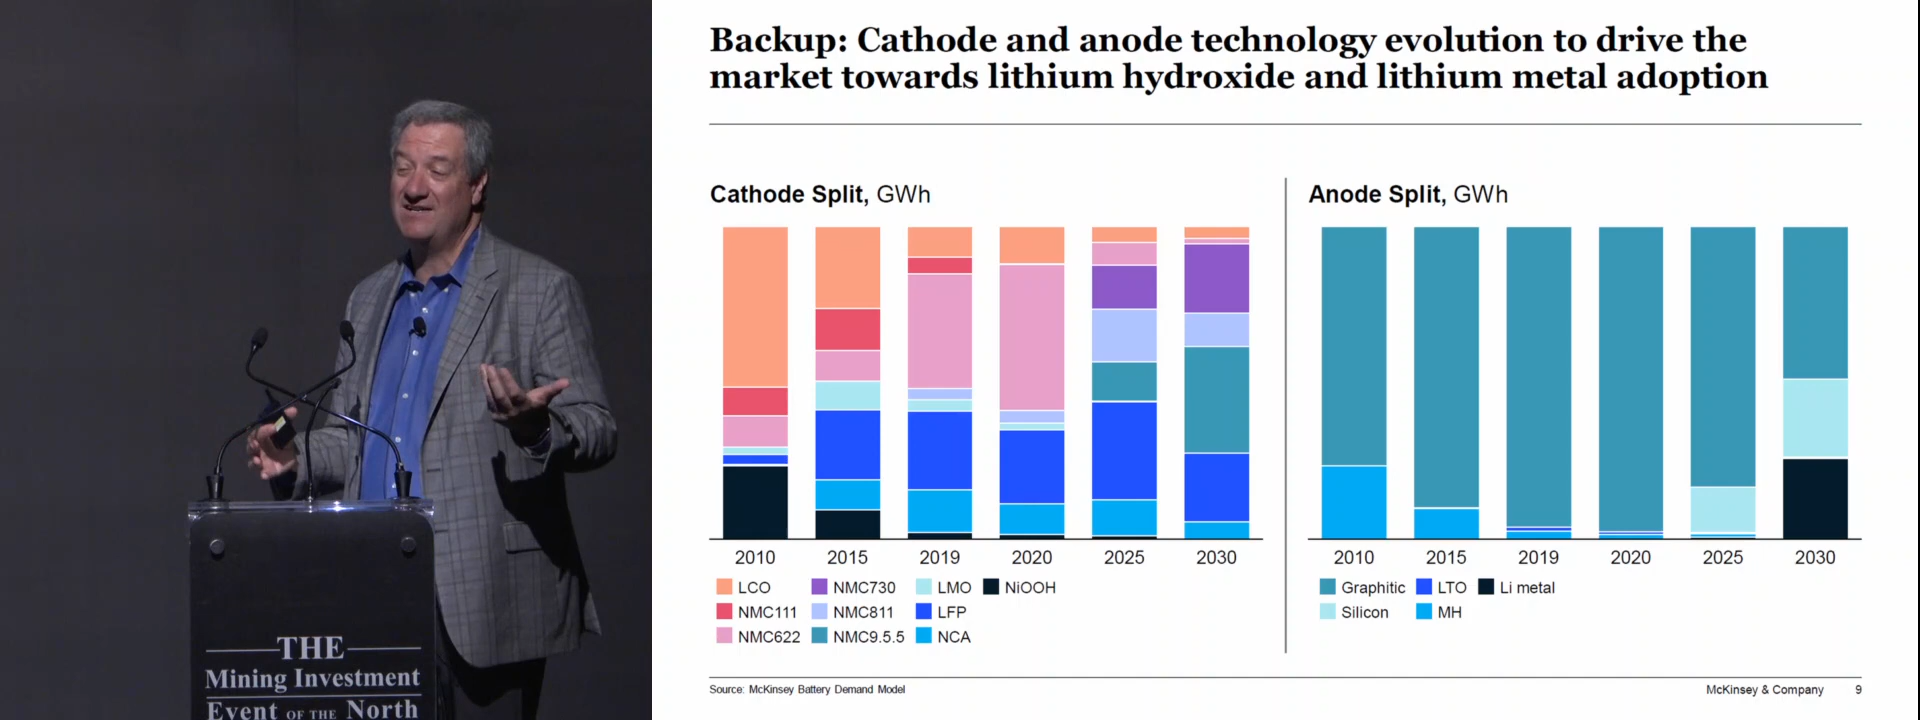 Backup: Cathode and anode technology evolution to drive the
market towards lithium hydroxide and lithium metal adoption
Cathode Split, GWh
2010 2015 2019 2020 2025 2030
LCO NMC730 LMO NiOOH
NMC111 NMC811 LFP
NMC622 NMC9.5.5 NCA
Anode Split, GWh
2010 2015 2019 2020 2025 2030
Graphitic LTO Li metal
Silicon MH
Source: McKinsey Battery Demand Model
McKinsey & Company 9
THE
Mining Investment
Event OF THE North